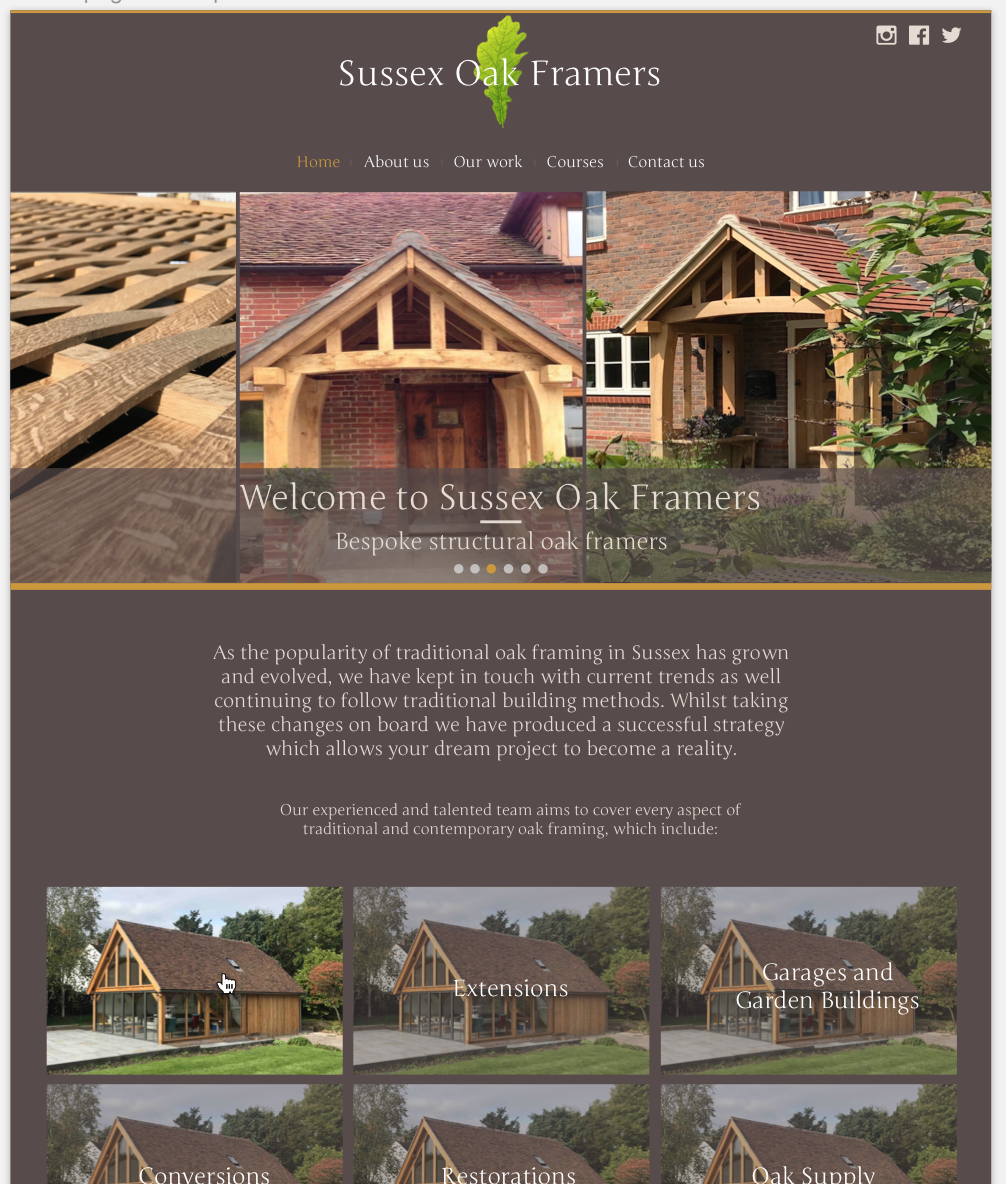 Sussex Oak Framers
Home
About us
Our work
Courses
Contact us
Welcome to Sussex Oak Framers
Bespoke structural oak framers
As the popularity of traditional oak framing in Sussex has grown
and evolved, we have kept in touch with current trends as well
continuing to follow traditional building methods. Whilst taking
these changes on board we have produced a successful strategy
which allows your dream project to become a reality.
Our experienced and talented team aims to cover every aspect of
traditional and contemporary oak framing, which include:
Extensions
Garages and
Garden Buildings
Conversions
Restorations
Oak Supply